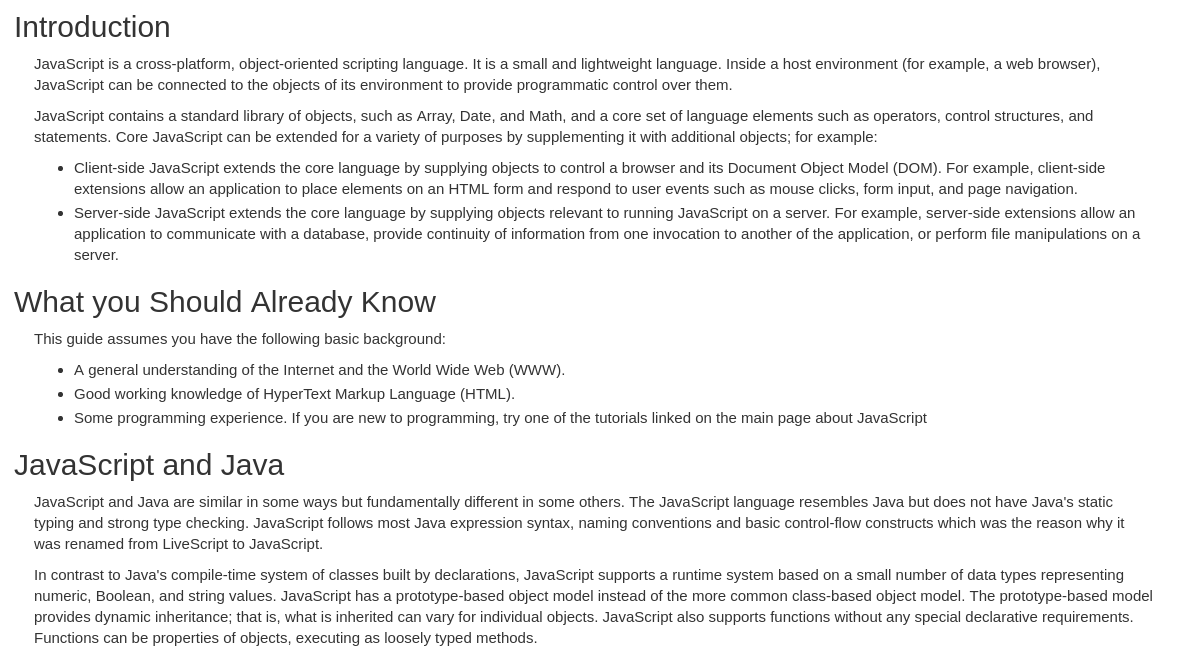 Introduction
JavaScript is a cross-platform, object-oriented scripting language. It is a small and lightweight language. Inside a host environment (for example, a web browser),
JavaScript can be connected to the objects of its environment to provide programmatic control over them.
JavaScript contains a standard library of objects, such as Array, Date, and Math, and a core set of language elements such as operators, control structures, and
statements. Core JavaScript can be extended for a variety of purposes by supplementing it with additional objects; for example:
• Client-side JavaScript extends the core language by supplying objects to control a browser and its Document Object Model (DOM). For example, client-side
extensions allow an application to place elements on an HTML form and respond to user events such as mouse clicks, form input, and page navigation.
• Server-side JavaScript extends the core language by supplying objects relevant to running JavaScript on a server. For example, server-side extensions allow an
application to communicate with a database, provide continuity of information from one invocation to another of the application, or perform file manipulations on a
server.
What you Should Already Know
This guide assumes you have the following basic background:
• A general understanding of the Internet and the World Wide Web (WWW).
• Good working knowledge of HyperText Markup Language (HTML).
• Some programming experience. If you are new to programming, try one of the tutorials linked on the main page about JavaScript
JavaScript and Java
JavaScript and Java are similar in some ways but fundamentally different in some others. The JavaScript language resembles Java but does not have Java's static
typing and strong type checking. JavaScript follows most Java expression syntax, naming conventions and basic control-flow constructs which was the reason why it
was renamed from LiveScript to JavaScript.
In contrast to Java's compile-time system of classes built by declarations, JavaScript supports a runtime system based on a small number of data types representing
numeric, Boolean, and string values. JavaScript has a prototype-based object model instead of the more common class-based object model. The prototype-based model
provides dynamic inheritance; that is, what is inherited can vary for individual objects. JavaScript also supports functions without any special declarative requirements.
Functions can be properties of objects, executing as loosely typed methods.